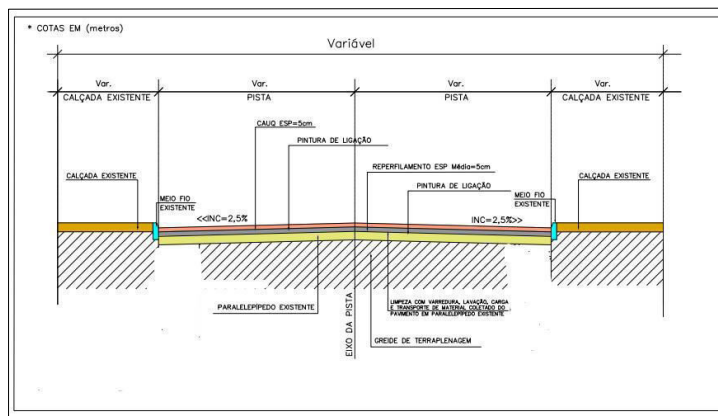 * COTAS EM (metros)
Variável
Var. Var. Var. Var.
CALÇADA EXISTENTE PISTA PISTA CALÇADA EXISTENTE
CAUQ ESP=5cm
PINTURA DE LIGAÇÃO
REPERFILAMENTO ESP Média=5cm
CALÇADA EXISTENTE
CALÇADA EXISTENTE
PINTURA DE LIGAÇÃO
MEIO FIO
EXISTENTE
MEIO FIO
EXISTENTE
<<INC=2,5%
INC=2,5%>>
PARALELEPÍPEDO EXISTENTE
LIMPEZA COM VARREDURA, LAVAÇÃO, CARGA
E TRANSPORTE DE MATERIAL COLETADO DO
PAVIMENTO EM PARALELEPÍPEDO EXISTENTE
EIXO DA PISTA
GREIDE DE TERRAPLENAGEM